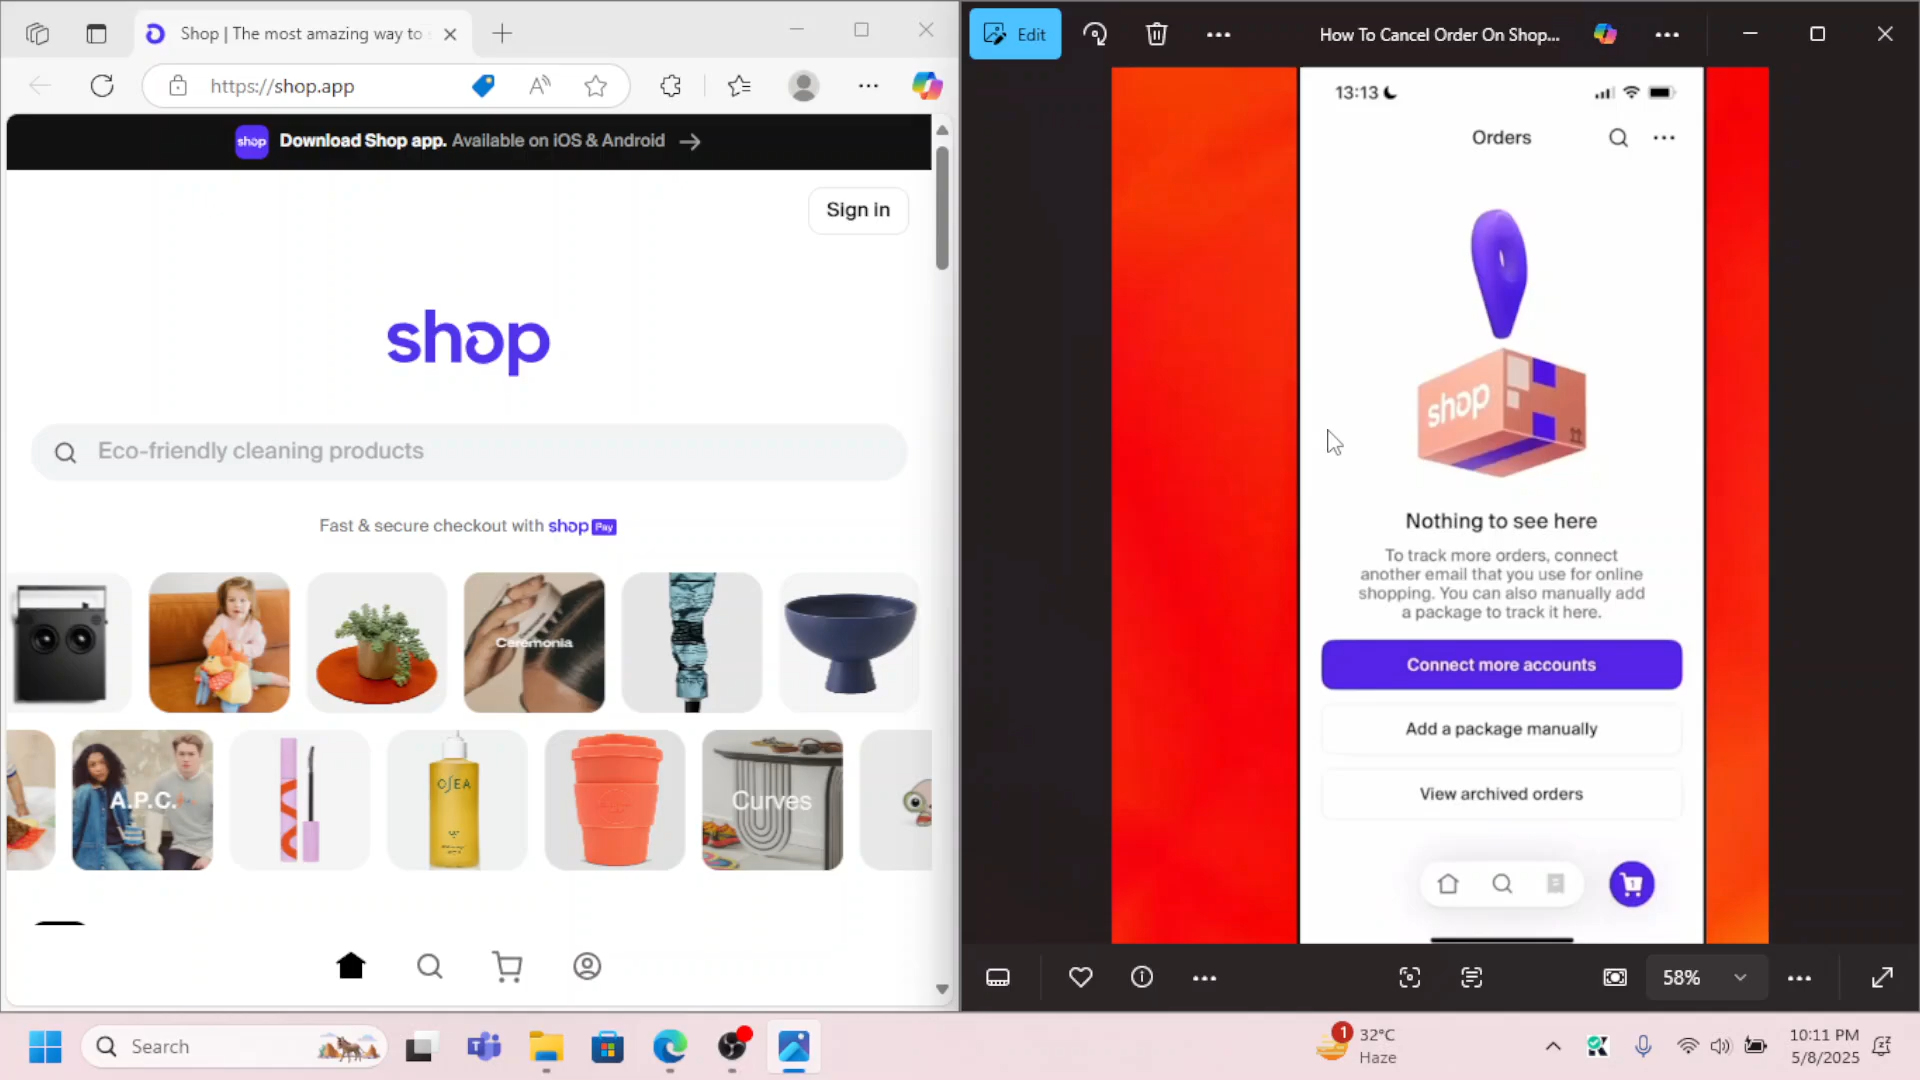 Shop | The most amazing way to
https://shop.app
shop Download Shop app. Available on iOS & Android
Sign in
shop
Eco-friendly cleaning products
Fast & secure checkout with shop Pay
Ceremonia
A.P.C.
OSEA
Curves
Edit
How To Cancel Order On Shop...
13:13
Orders
shop
Nothing to see here
To track more orders, connect
another email that you use for online
shopping. You can also manually add
a package to track it here.
Connect more accounts
Add a package manually
View archived orders
1
58%
Search
1
32°C
Haze
10:11 PM
5/8/2025